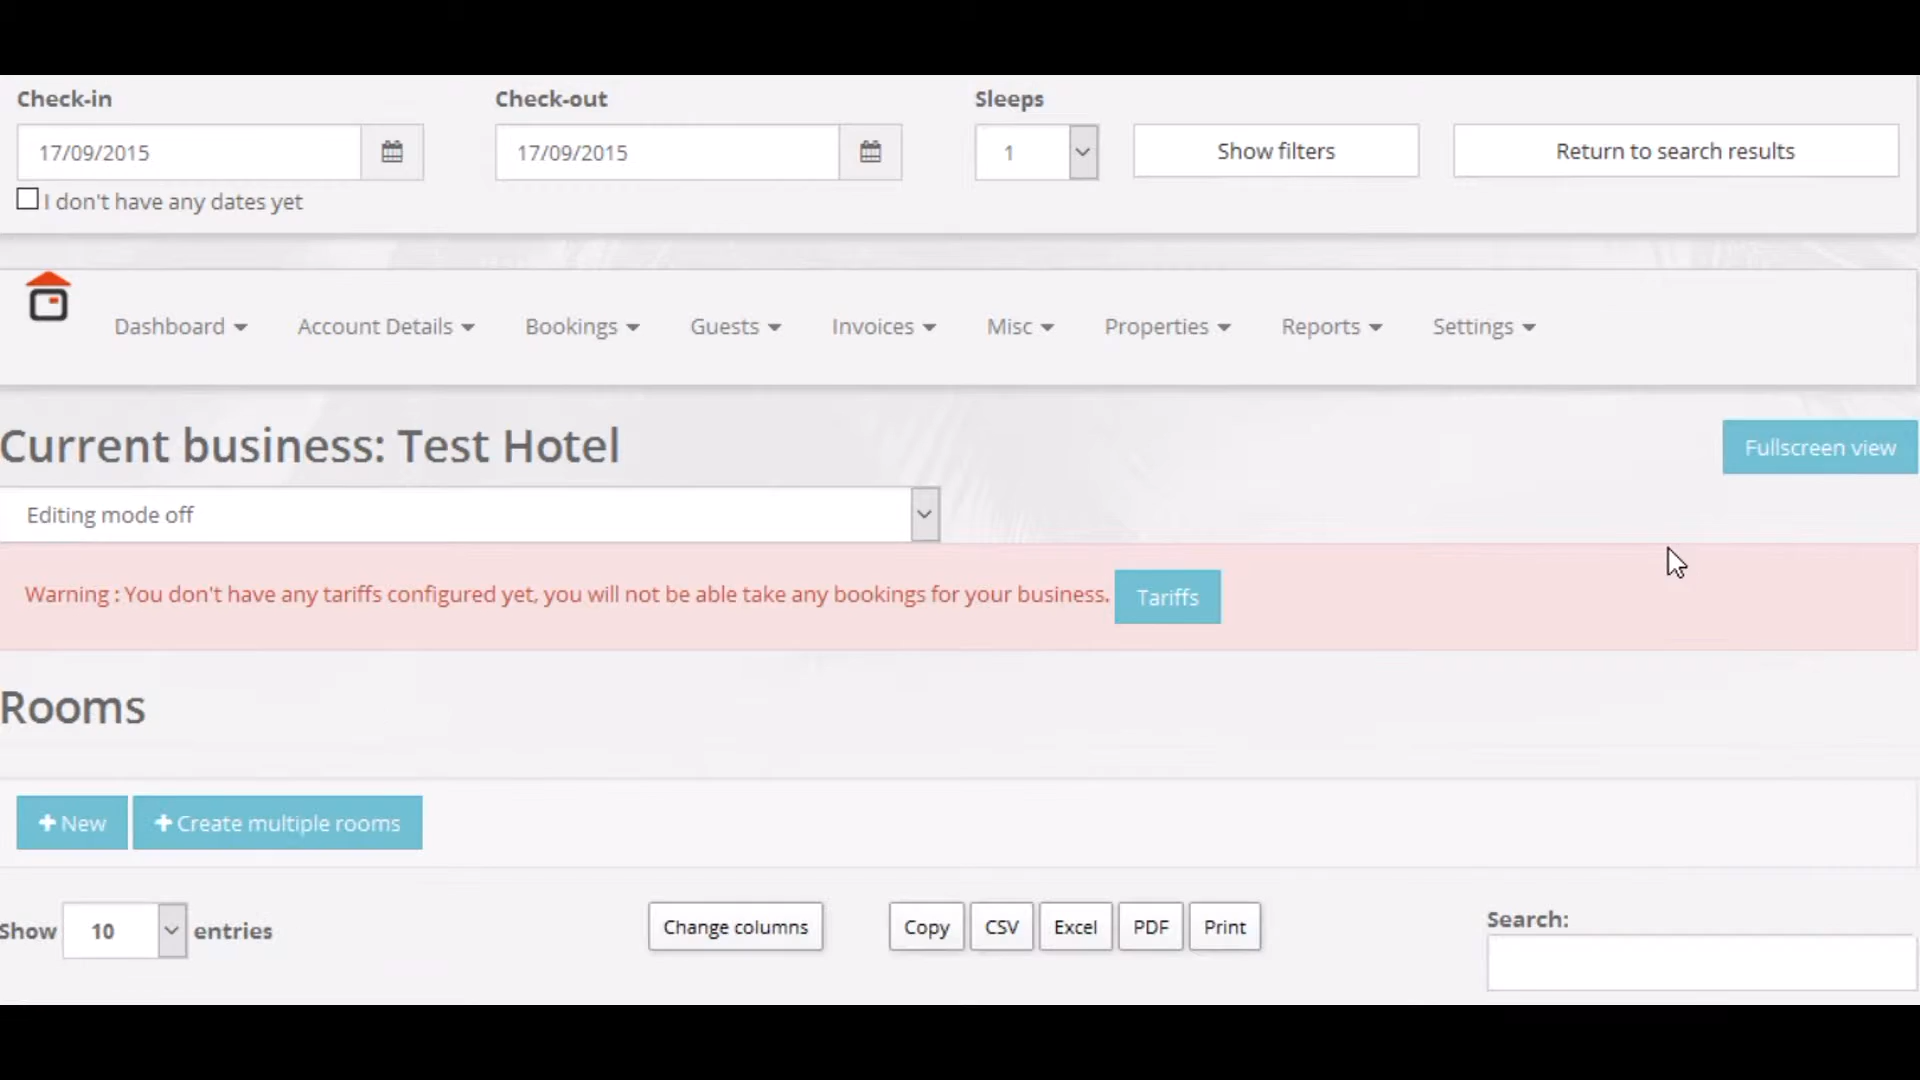 Check-in
Check-out
Sleeps
17/09/2015
17/09/2015
1
Show filters
Return to search results
I don't have any dates yet
Dashboard
Account Details
Bookings
Guests
Invoices
Misc
Properties
Reports
Settings
Current business: Test Hotel
Fullscreen view
Editing mode off
Warning : You don't have any tariffs configured yet, you will not be able take any bookings for your business.
Tariffs
Rooms
New
Create multiple rooms
Show 10 entries
Change columns
Copy
CSV
Excel
PDF
Print
Search: